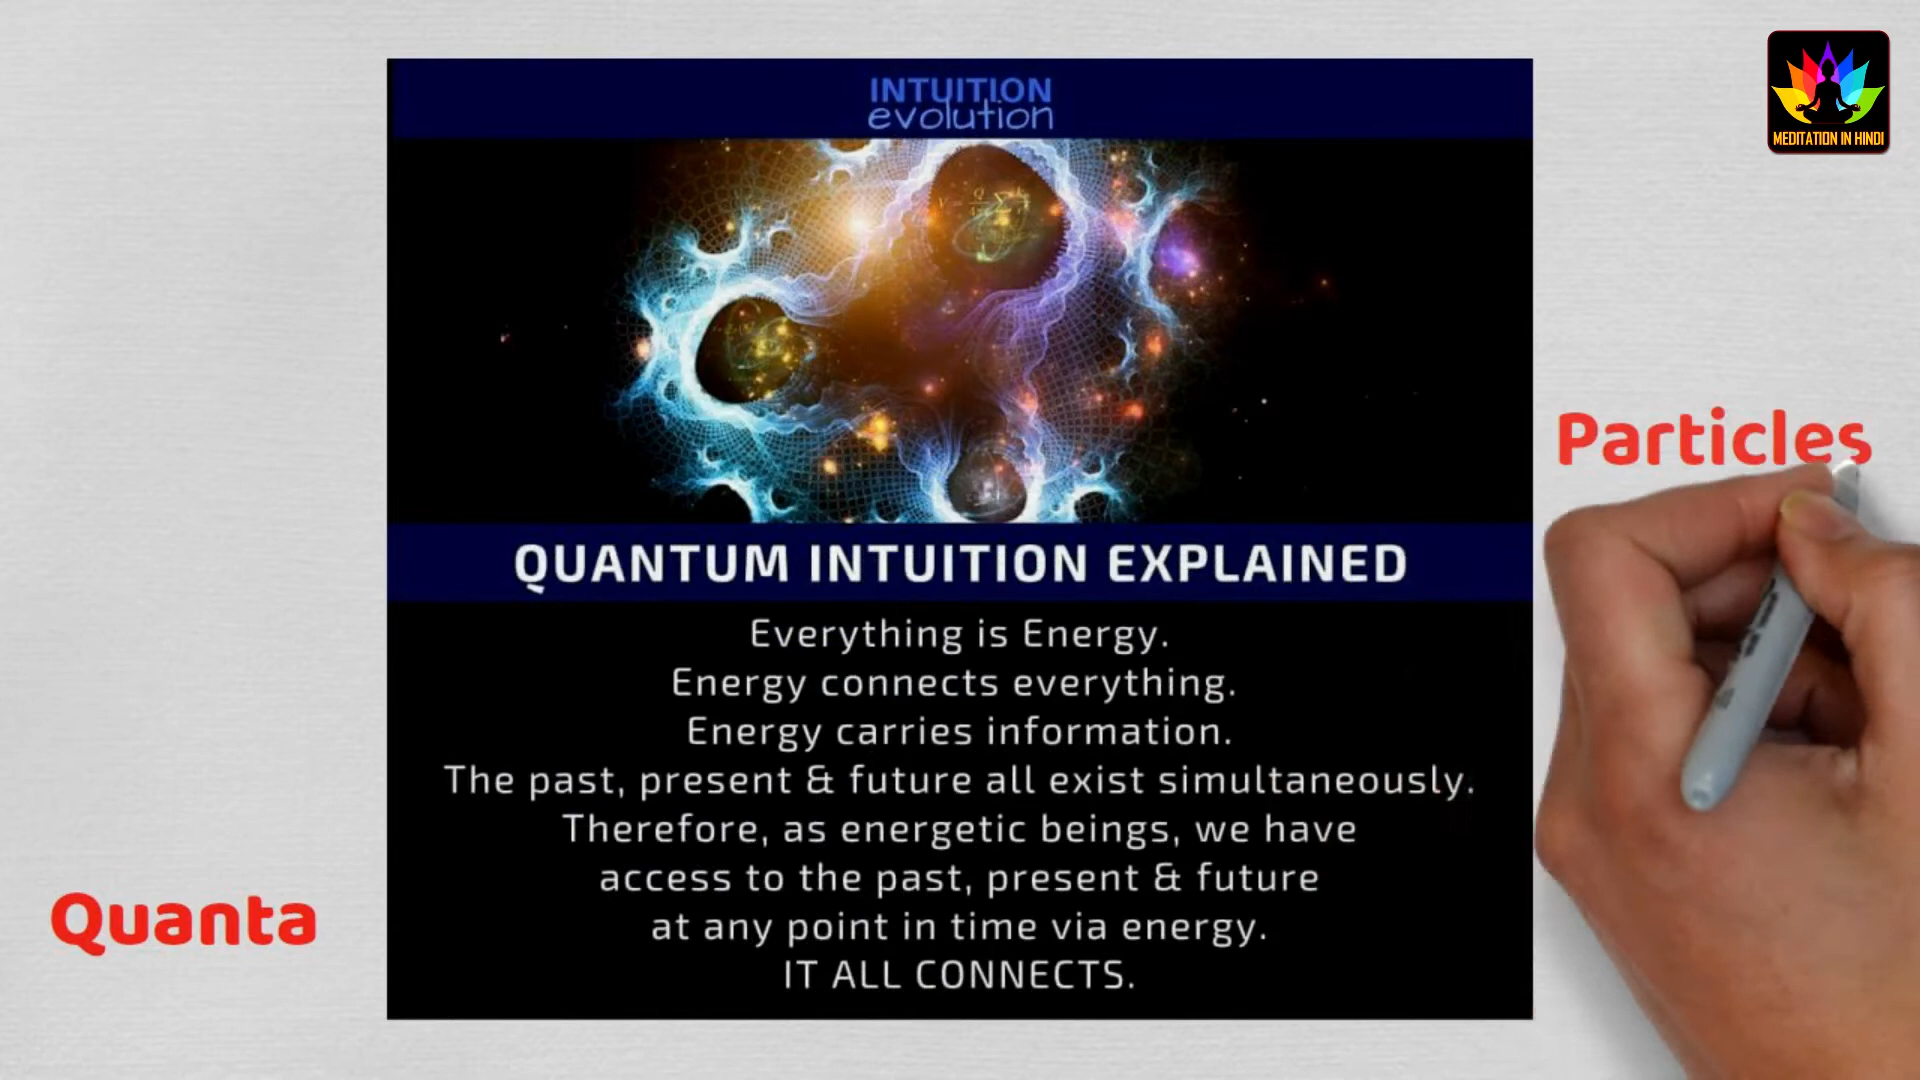 INTUITION
evolution
MEDITATION IN HINDI
QUANTUM INTUITION EXPLAINED
Everything is Energy.
Energy connects everything.
Energy carries information.
The past, present & future all exist simultaneously.
Therefore, as energetic beings, we have
access to the past, present & future
at any point in time via energy.
IT ALL CONNECTS.
Particles
Quanta